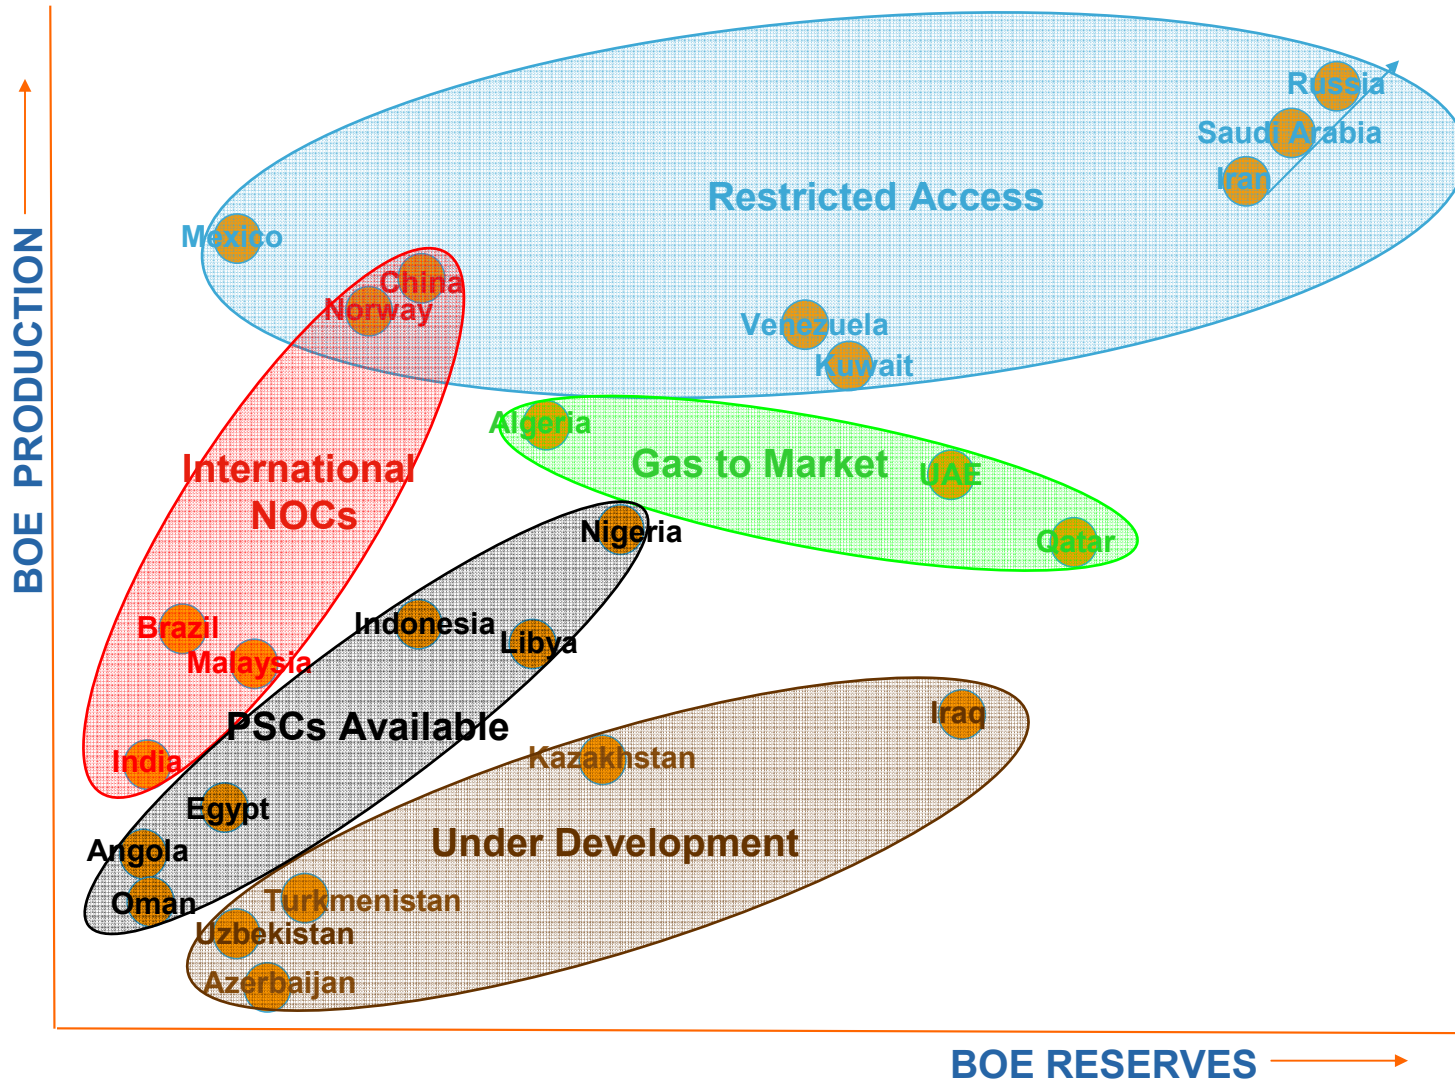 Russia
Saudi Arabia
Iran
Restricted Access
Mexico
China
Norway
Venezuela
Kuwait
Algeria
Gas to Market
UAE
International
NOCs
Nigeria
Qatar
Brazil
Indonesia
Libya
Malaysia
Iraq
PSCs Available
Kazakhstan
India
Egypt
Under Development
Angola
Oman
Turkmenistan
Uzbekistan
Azerbaijan
BOE PRODUCTION
BOE RESERVES